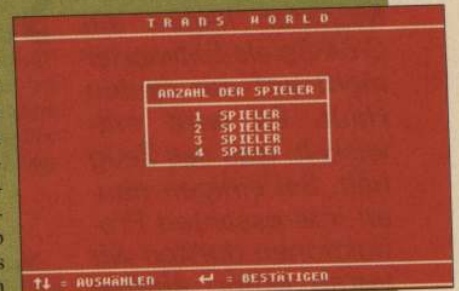 TRANS WORLD
ANZAHL DER SPIELER
1 SPIELER
2 SPIELER
3 SPIELER
4 SPIELER
↑↓ = AUSWÄHLEN ↵ = BESTÄTIGEN